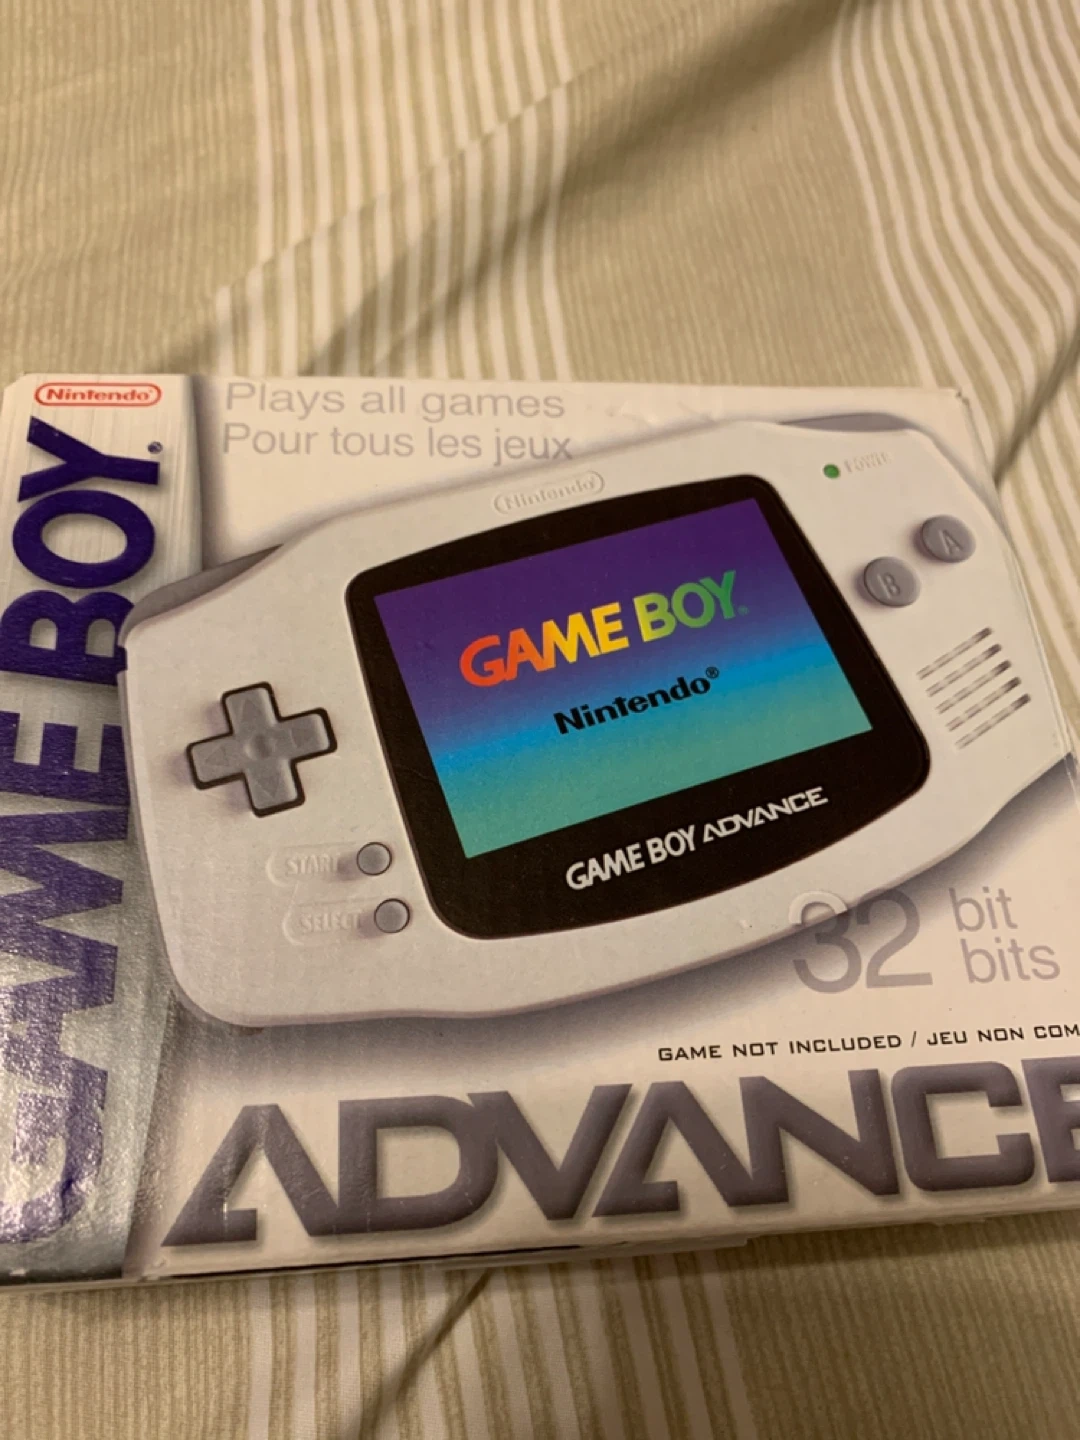 Nintendo®
GAME BOY®
Plays all games
Pour tous les jeux
Nintendo®
POWER
A
B
GAME BOY®
Nintendo®
GAME BOY ADVANCE
START
SELECT
32 bit
bits
GAME NOT INCLUDED / JEU NON
ADVANCE